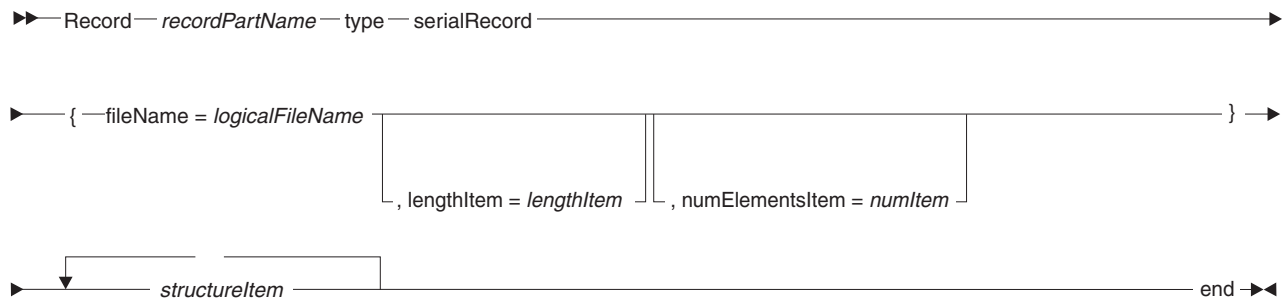 Record recordPartName type serialRecord
{ fileName = logicalFileName }
, lengthItem = lengthItem , numElementsItem = numItem
structureItem end